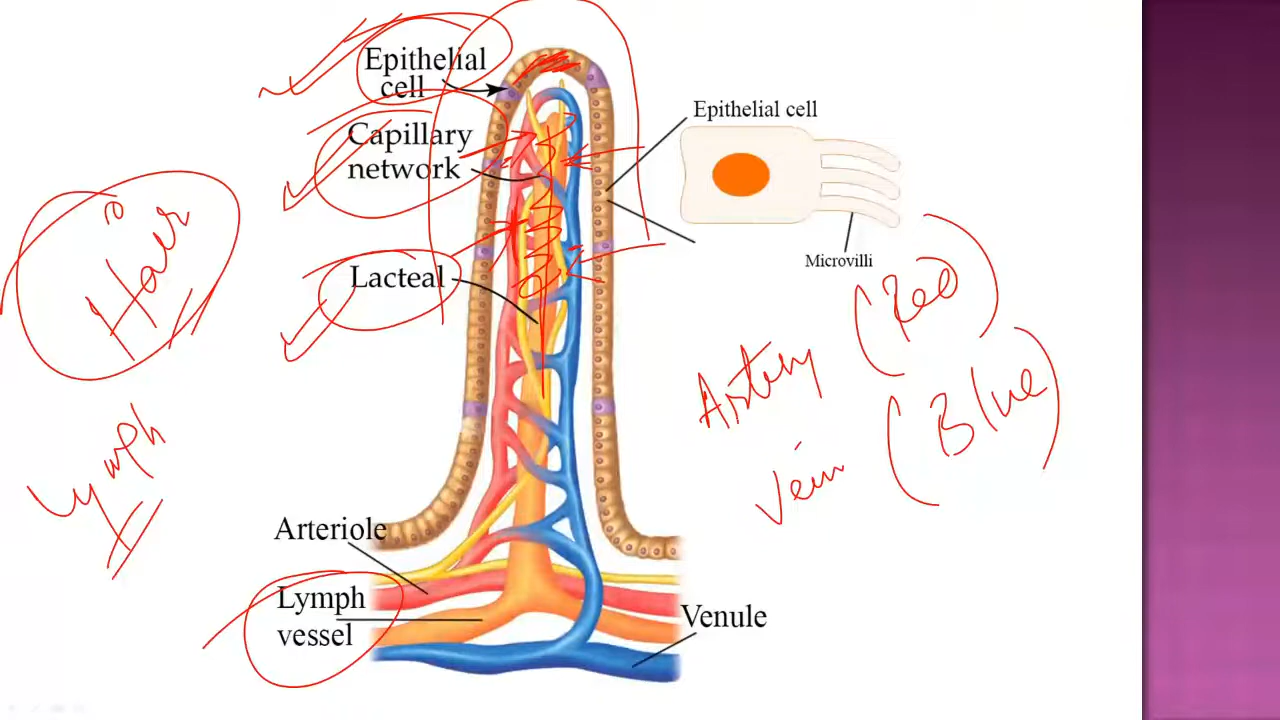 Epithelial
cell
Capillary
network
Lacteal
Epithelial cell
Microvilli
Hair
Lymph
Artery (Red)
Vein (Blue)
Arteriole
Lymph
vessel
Venule